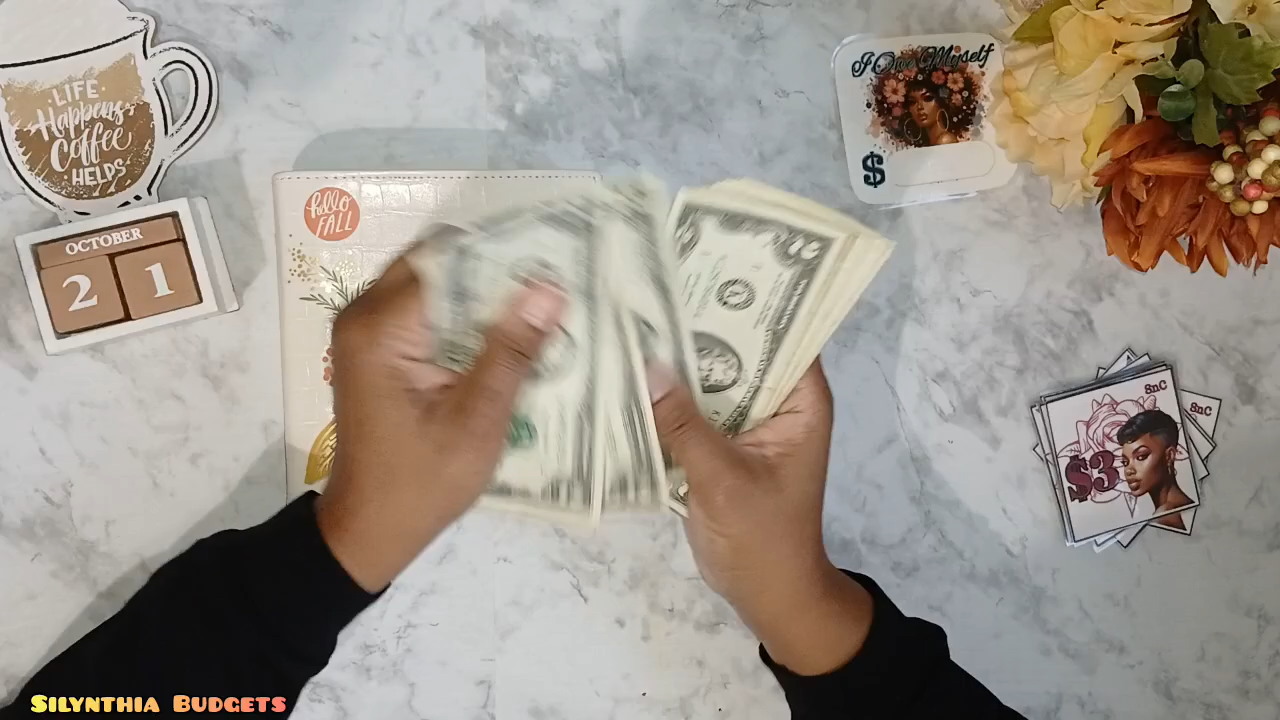 LIFE
Happens
Coffee
HELPS
OCTOBER
2 1
hello
FALL
I Owe Myself
$
SnC
SnC
$3
SILYNTHIA BUDGETS